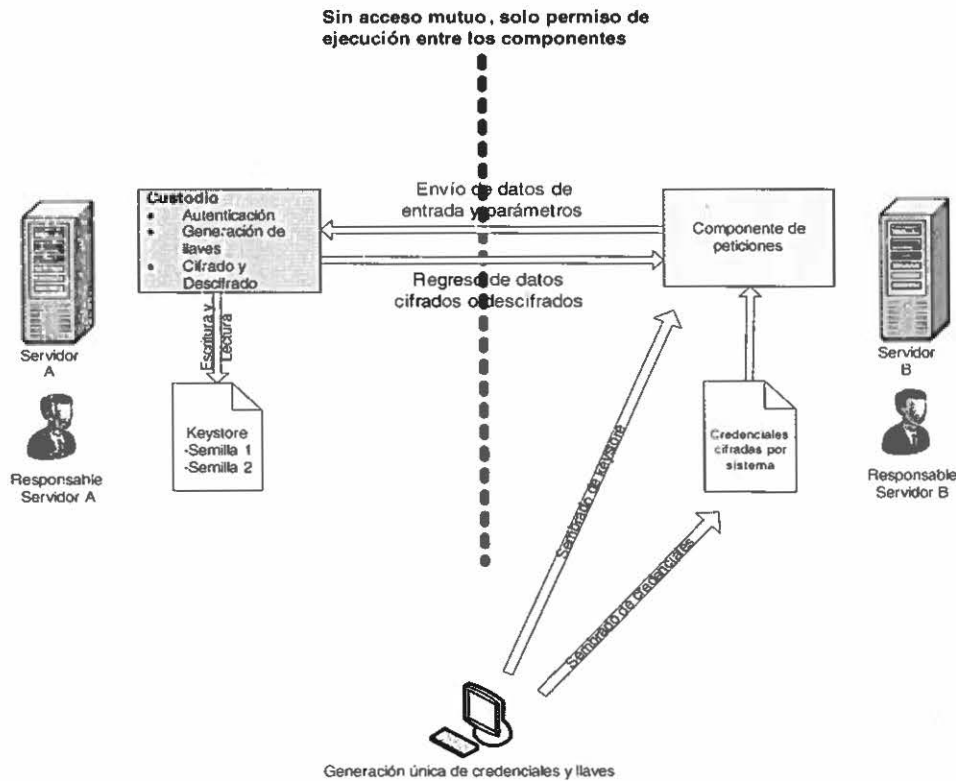 Sin acceso mutuo, solo permiso de
ejecución entre los componentes
Custodio
• Autenticación
• Generación de
llaves
• Cifrado y
Descifrado
Envío de datos de
entrada y parámetros
Regreso de datos
cifrados o descifrados
Componente de
peticiones
Servidor
A
Responsable
Servidor A
Escritura y
Lectura
Keystore
-Semilla 1
-Semilla 2
Servidor
B
Responsable
Servidor B
Credenciales
cifradas por
sistema
Sembrado de keystore
Sembrado de credenciales
Generación única de credenciales y llaves